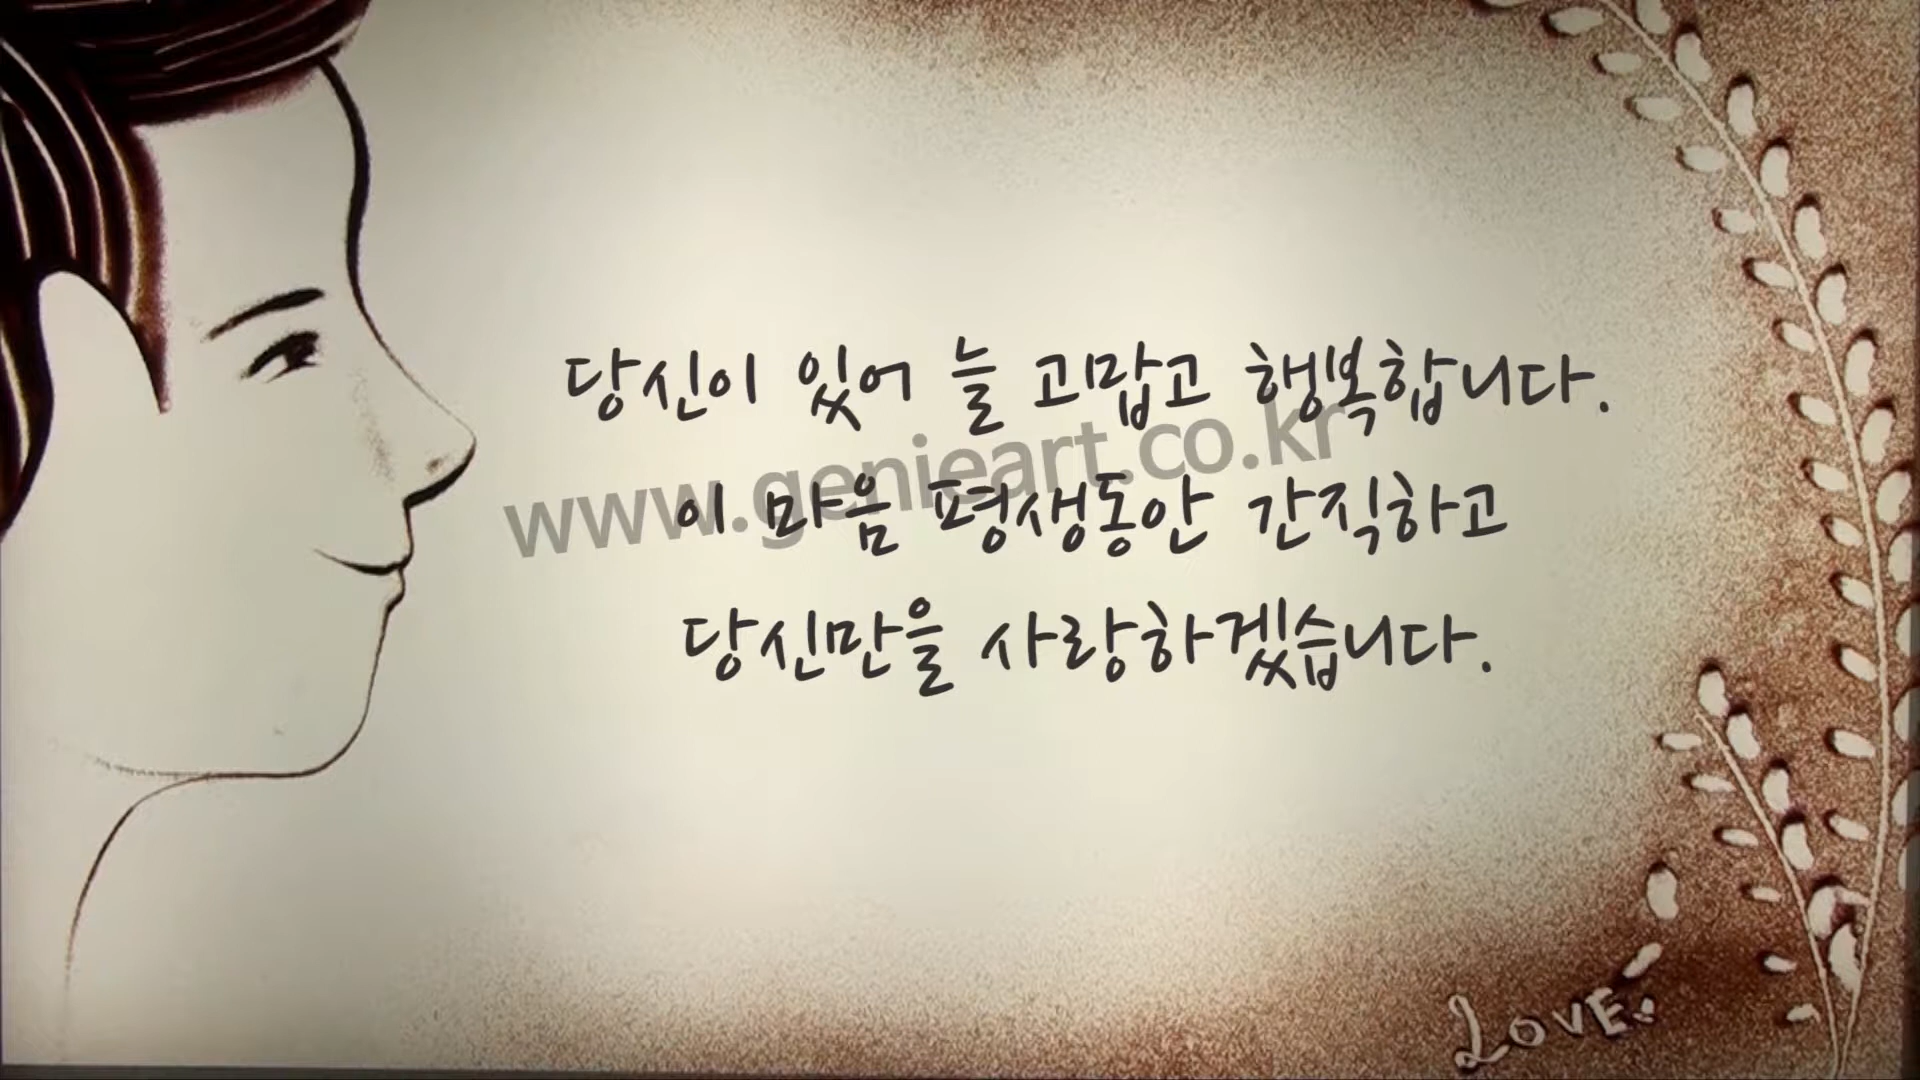 당신이 있어 늘 고맙고 행복합니다.
www.genieart.co.kr
이 마음 평생동안 간직하고
당신만을 사랑하겠습니다.
LOVE.